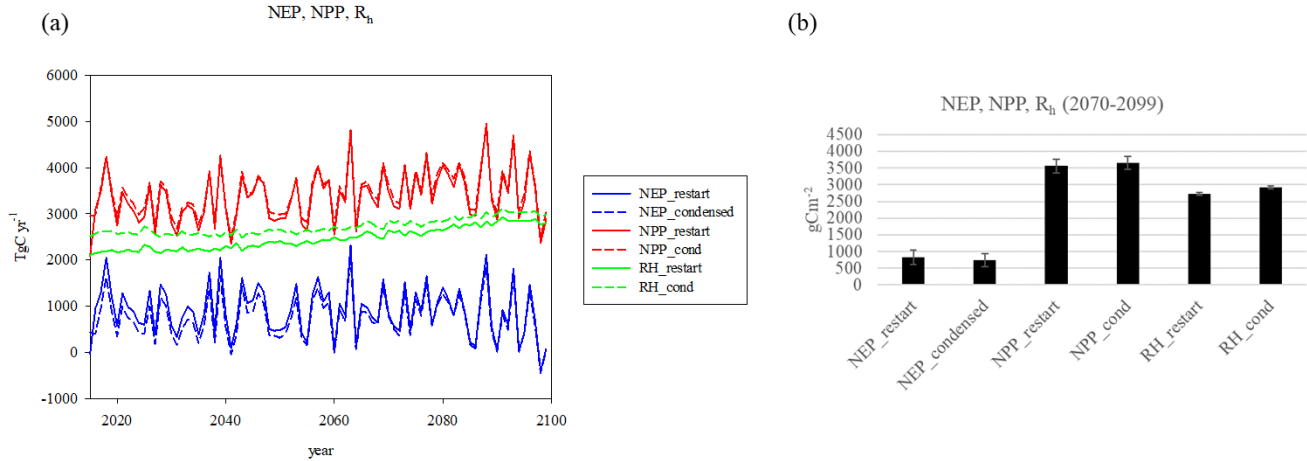 (a)
NEP, NPP, Rh
TgC yr-1
6000
5000
4000
3000
2000
1000
0
-1000
2020
2040
2060
2080
2100
year
NEP_restart
NEP_condensed
NPP_restart
NPP_cond
RH_restart
RH_cond
(b)
NEP, NPP, Rh (2070-2099)
gCm-2
4500
4000
3500
3000
2500
2000
1500
1000
500
0
NEP_restart
NEP_condensed
NPP_restart
NPP_cond
RH_restart
RH_cond